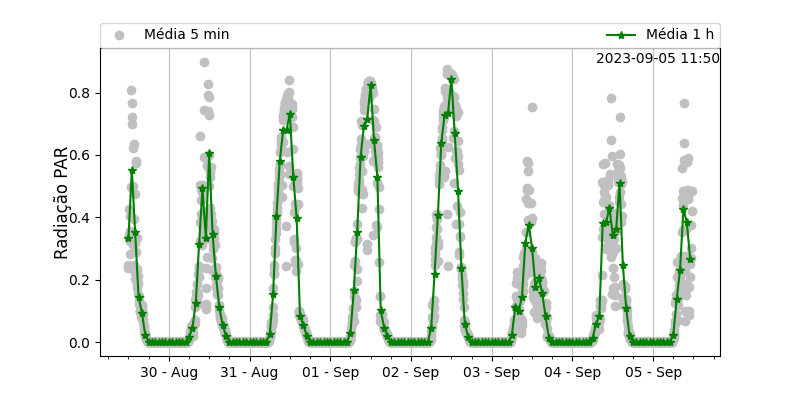 Média 5 min
Média 1 h
2023-09-05 11:50
Radiação PAR
0.8
0.6
0.4
0.2
0.0
30 - Aug
31 - Aug
01 - Sep
02 - Sep
03 - Sep
04 - Sep
05 - Sep